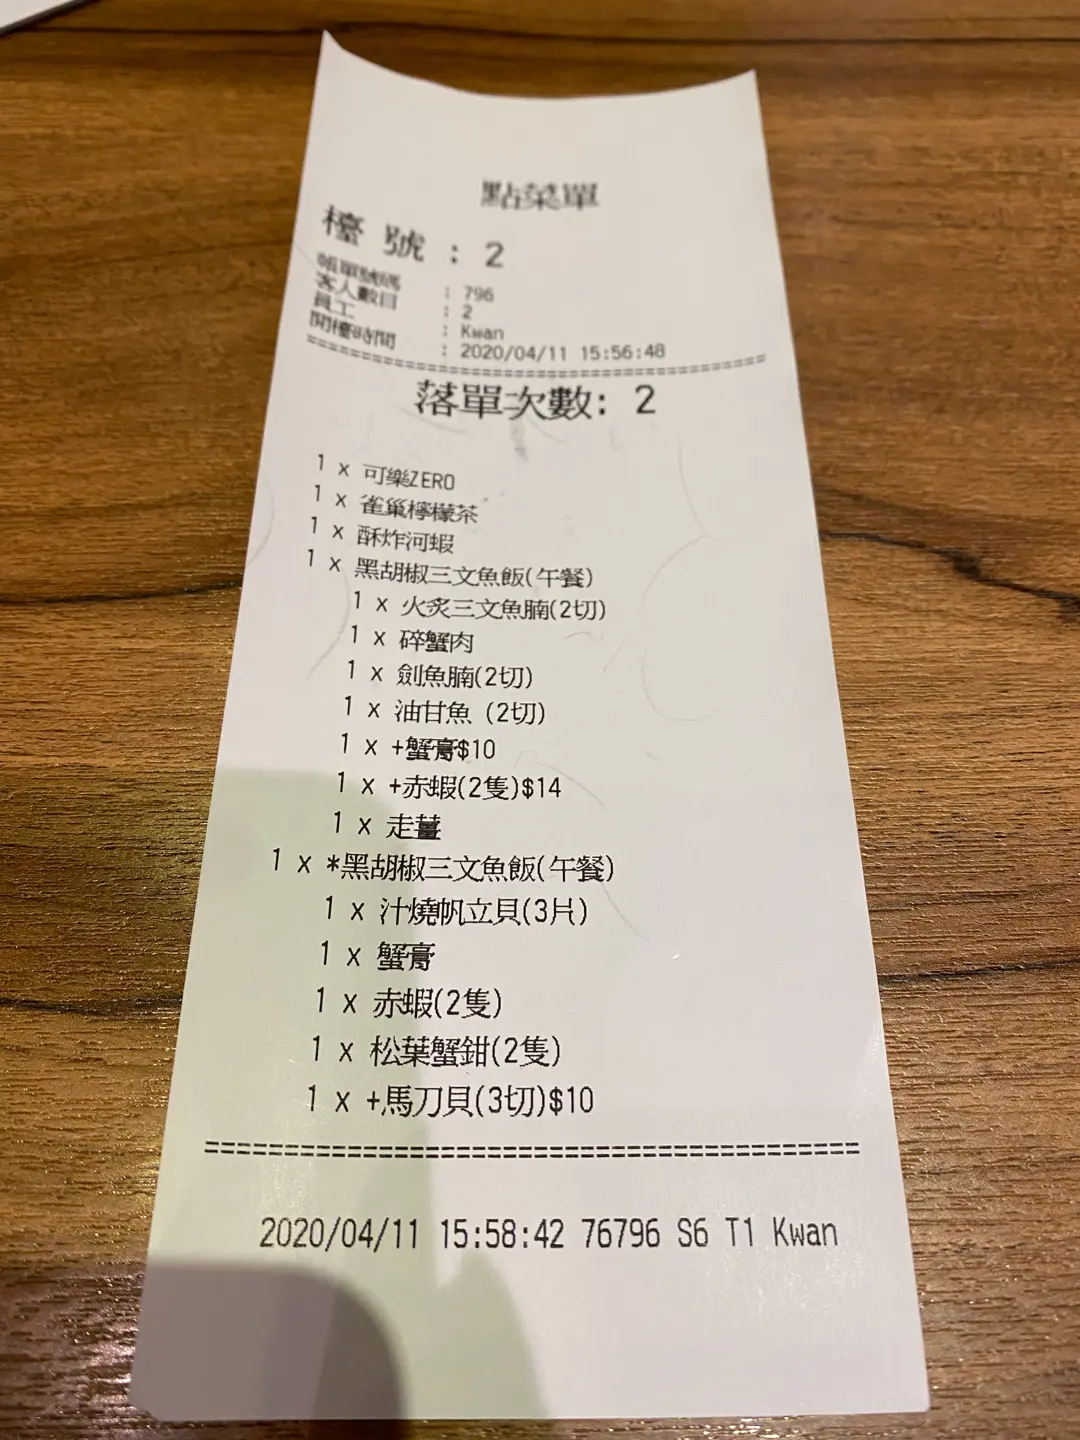 點菜單
檯號 : 2
帳單號碼 : 796
客人數目 : 2
員工 : Kwan
開檯時間 : 2020/04/11 15:56:48
========================================
落單次數: 2
1 x 可樂ZERO
1 x 雀巢檸檬茶
1 x 酥炸河蝦
1 x 黑胡椒三文魚飯(午餐)
1 x 火炙三文魚腩(2切)
1 x 碎蟹肉
1 x 劍魚腩(2切)
1 x 油甘魚 (2切)
1 x +蟹膏$10
1 x +赤蝦(2隻)$14
1 x 走薑
1 x *黑胡椒三文魚飯(午餐)
1 x 汁燒帆立貝(3片)
1 x 蟹膏
1 x 赤蝦(2隻)
1 x 松葉蟹鉗(2隻)
1 x +馬刀貝(3切)$10
========================================
2020/04/11 15:58:42 76796 S6 T1 Kwan